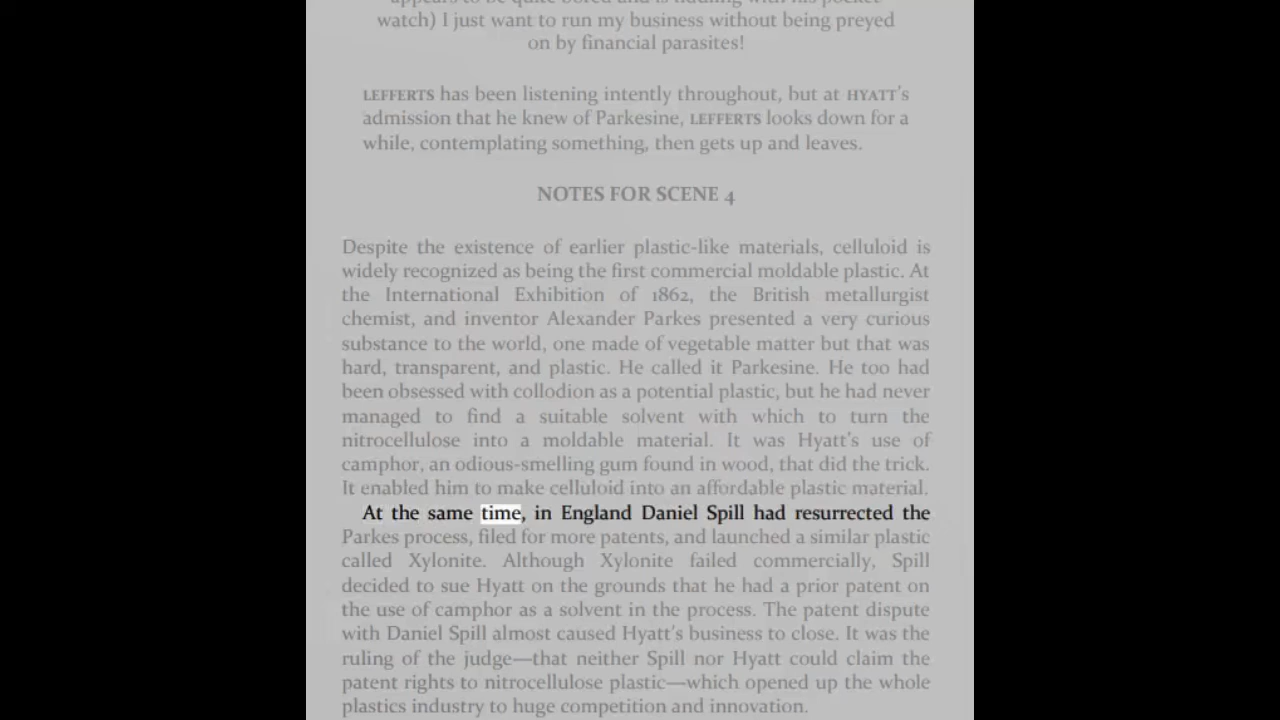 appears to be quite bored and is fiddling with his pocket
watch) I just want to run my business without being preyed
on by financial parasites!
LEFFERTS has been listening intently throughout, but at HYATT's
admission that he knew of Parkesine, LEFFERTS looks down for a
while, contemplating something, then gets up and leaves.
NOTES FOR SCENE 4
Despite the existence of earlier plastic-like materials, celluloid is
widely recognized as being the first commercial moldable plastic. At
the International Exhibition of 1862, the British metallurgist
chemist, and inventor Alexander Parkes presented a very curious
substance to the world, one made of vegetable matter but that was
hard, transparent, and plastic. He called it Parkesine. He too had
been obsessed with collodion as a potential plastic, but he had never
managed to find a suitable solvent with which to turn the
nitrocellulose into a moldable material. It was Hyatt's use of
camphor, an odious-smelling gum found in wood, that did the trick.
It enabled him to make celluloid into an affordable plastic material.
At the same time, in England Daniel Spill had resurrected the
Parkes process, filed for more patents, and launched a similar plastic
called Xylonite. Although Xylonite failed commercially, Spill
decided to sue Hyatt on the grounds that he had a prior patent on
the use of camphor as a solvent in the process. The patent dispute
with Daniel Spill almost caused Hyatt's business to close. It was the
ruling of the judge—that neither Spill nor Hyatt could claim the
patent rights to nitrocellulose plastic—which opened up the whole
plastics industry to huge competition and innovation.